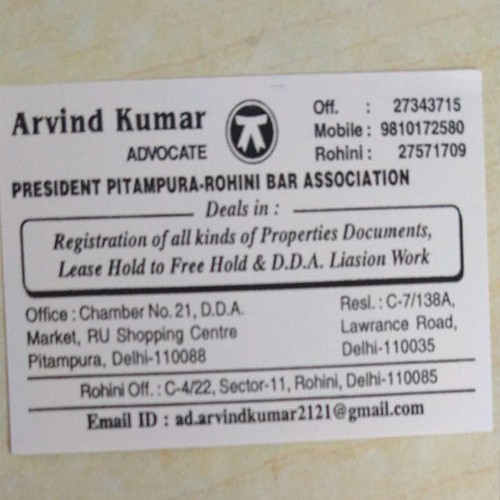 Arvind Kumar
ADVOCATE
Off. : 27343715
Mobile : 9810172580
Rohini : 27571709
PRESIDENT PITAMPURA-ROHINI BAR ASSOCIATION
Deals in :
Registration of all kinds of Properties Documents,
Lease Hold to Free Hold & D.D.A. Liasion Work
Office : Chamber No. 21, D.D.A.
Market, RU Shopping Centre
Pitampura, Delhi-110088
Resl. : C-7/138A,
Lawrance Road,
Delhi-110035
Rohini Off. : C-4/22, Sector-11, Rohini, Delhi-110085
Email ID : ad.arvindkumar2121@gmail.com